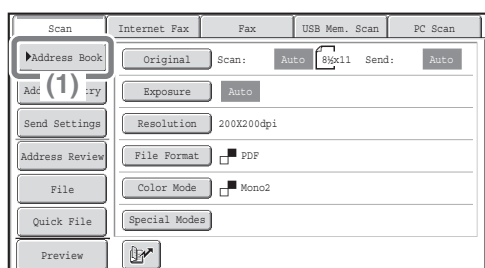 Scan Internet Fax Fax USB Mem. Scan PC Scan
Address Book Original Scan: Auto 8½x11 Send: Auto
(1) Exposure Auto
Send Settings Resolution 200X200dpi
Address Review File Format PDF
File Color Mode Mono2
Quick File Special Modes
Preview